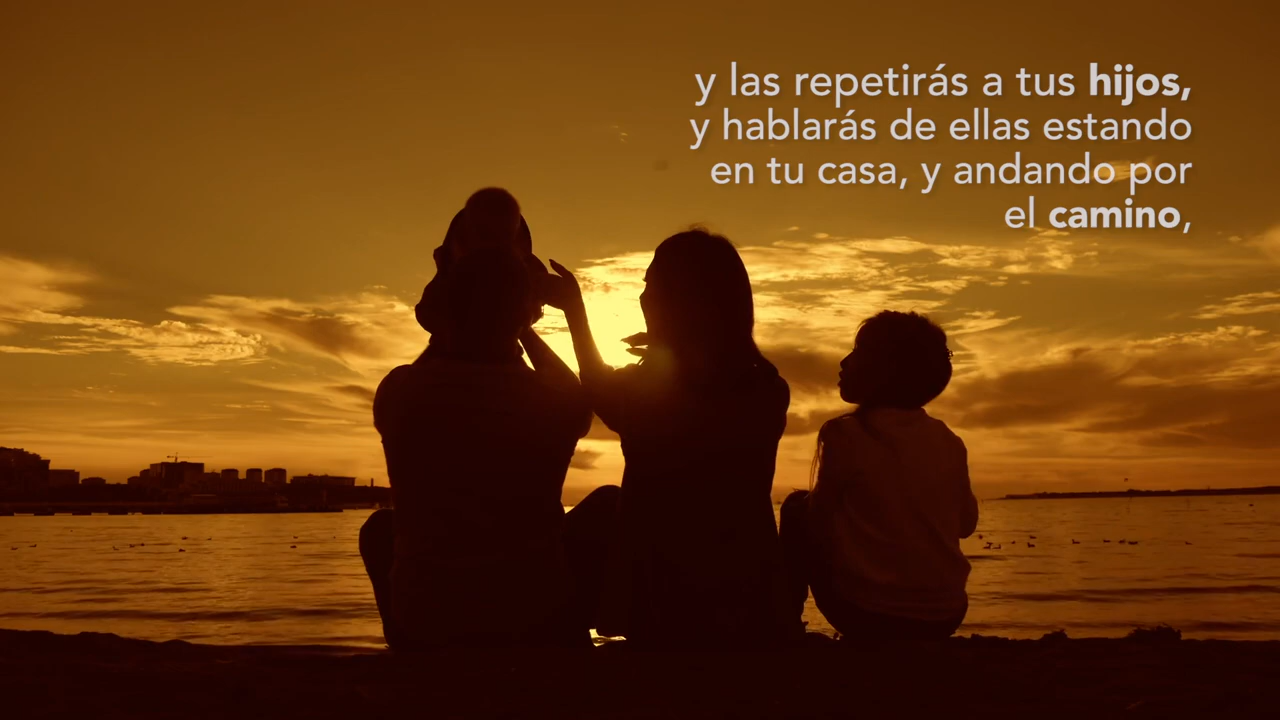 y las repetirás a tus hijos,
y hablarás de ellas estando
en tu casa, y andando por
el camino,